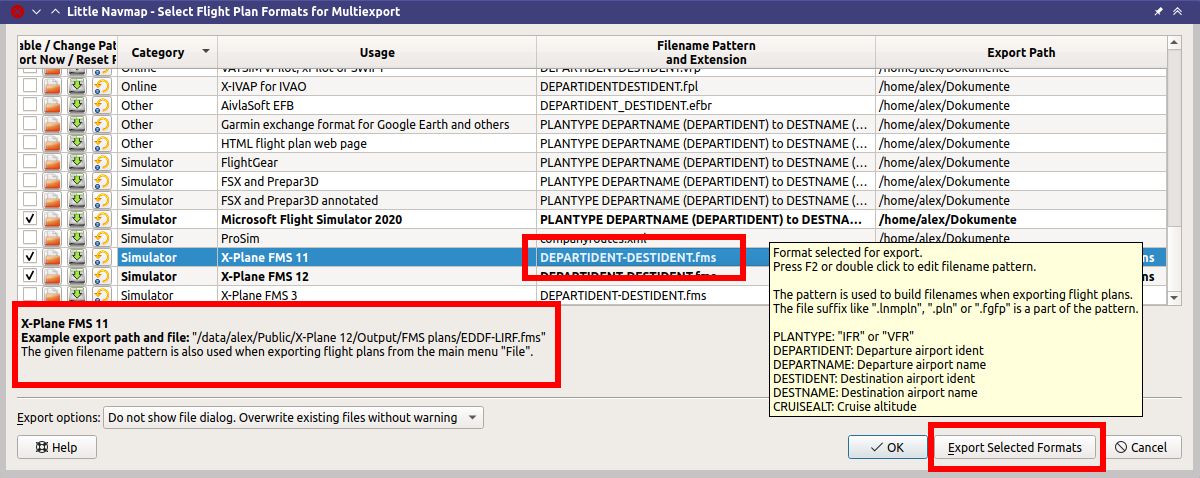 Little Navmap - Select Flight Plan Formats for Multiexport
able / Change Pat
ort Now / Reset P
Category
Usage
Filename Pattern
and Extension
Export Path
Online VATSIM vPilot, xPilot or SWIFT DEPARTIDENTDESTIDENT.vfp /home/alex/Dokumente
Online X-IVAP for IVAO DEPARTIDENTDESTIDENT.fpl /home/alex/Dokumente
Other AivlaSoft EFB DEPARTIDENT_DESTIDENT.efbr /home/alex/Dokumente
Other Garmin exchange format for Google Earth and others PLANTYPE DEPARTNAME (DEPARTIDENT) to DESTNAME (... /home/alex/Dokumente
Other HTML flight plan web page PLANTYPE DEPARTNAME (DEPARTIDENT) to DESTNAME (... /home/alex/Dokumente
Simulator FlightGear PLANTYPE DEPARTNAME (DEPARTIDENT) to DESTNAME (... /home/alex/Dokumente
Simulator FSX and Prepar3D PLANTYPE DEPARTNAME (DEPARTIDENT) to DESTNAME (... /home/alex/Dokumente
Simulator FSX and Prepar3D annotated PLANTYPE DEPARTNAME (DEPARTIDENT) to DESTNAME (... /home/alex/Dokumente
Simulator Microsoft Flight Simulator 2020 PLANTYPE DEPARTNAME (DEPARTIDENT) to DESTNA... /home/alex/Dokumente
Simulator ProSim companyroutes.xml /home/alex/Dokumente
Simulator X-Plane FMS 11 DEPARTIDENT-DESTIDENT.fms ns
Simulator X-Plane FMS 12 DEPARTIDENT-DESTIDENT.fms ns
Simulator X-Plane FMS 3 DEPARTIDENT-DESTIDENT.fms
Format selected for export.
Press F2 or double click to edit filename pattern.
The pattern is used to build filenames when exporting flight plans.
The file suffix like ".lnmpln", ".pln" or ".fgfp" is a part of the pattern.
PLANTYPE: "IFR" or "VFR"
DEPARTIDENT: Departure airport ident
DEPARTNAME: Departure airport name
DESTIDENT: Destination airport ident
DESTNAME: Destination airport name
CRUISEALT: Cruise altitude
X-Plane FMS 11
Example export path and file: "/data/alex/Public/X-Plane 12/Output/FMS plans/EDDF-LIRF.fms"
The given filename pattern is also used when exporting flight plans from the main menu "File".
Export options: Do not show file dialog. Overwrite existing files without warning
Help
OK
Export Selected Formats
Cancel